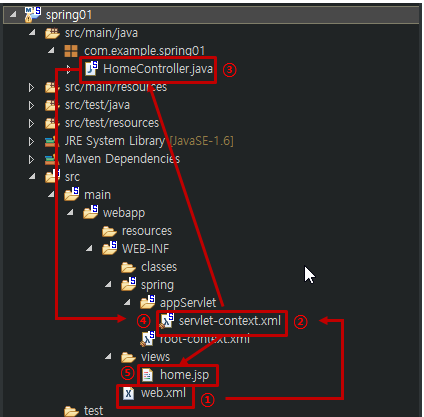 spring01
src/main/java
com.example.spring01
HomeController.java ③
src/main/resources
src/test/java
src/test/resources
JRE System Library [JavaSE-1.6]
Maven Dependencies
src
main
webapp
resources
WEB-INF
classes
spring
appServlet
④ servlet-context.xml ②
root-context.xml
views
⑤ home.jsp
web.xml ①
test